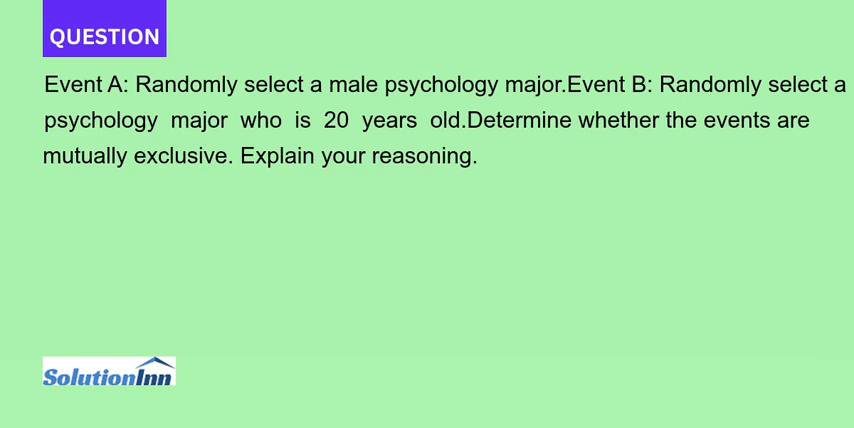 QUESTION
Event A: Randomly select a male psychology major.Event B: Randomly select a
psychology major who is 20 years old.Determine whether the events are
mutually exclusive. Explain your reasoning.
SolutionInn